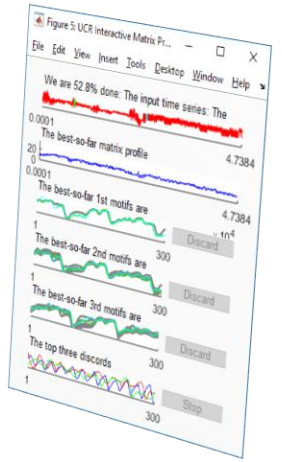 Figure 5: UCR Interactive Matrix Pr...
File Edit View Insert Tools Desktop Window Help
We are 52.8% done: The input time series: The
0.0001 4.7384
The best-so-far matrix profile
20
0
0.0001 4.7384
× 10⁴
The best-so-far 1st motifs are
Discard
1 300
The best-so-far 2nd motifs are
Discard
1 300
The best-so-far 3rd motifs are
Discard
1 300
The top three discords
Stop
1 300